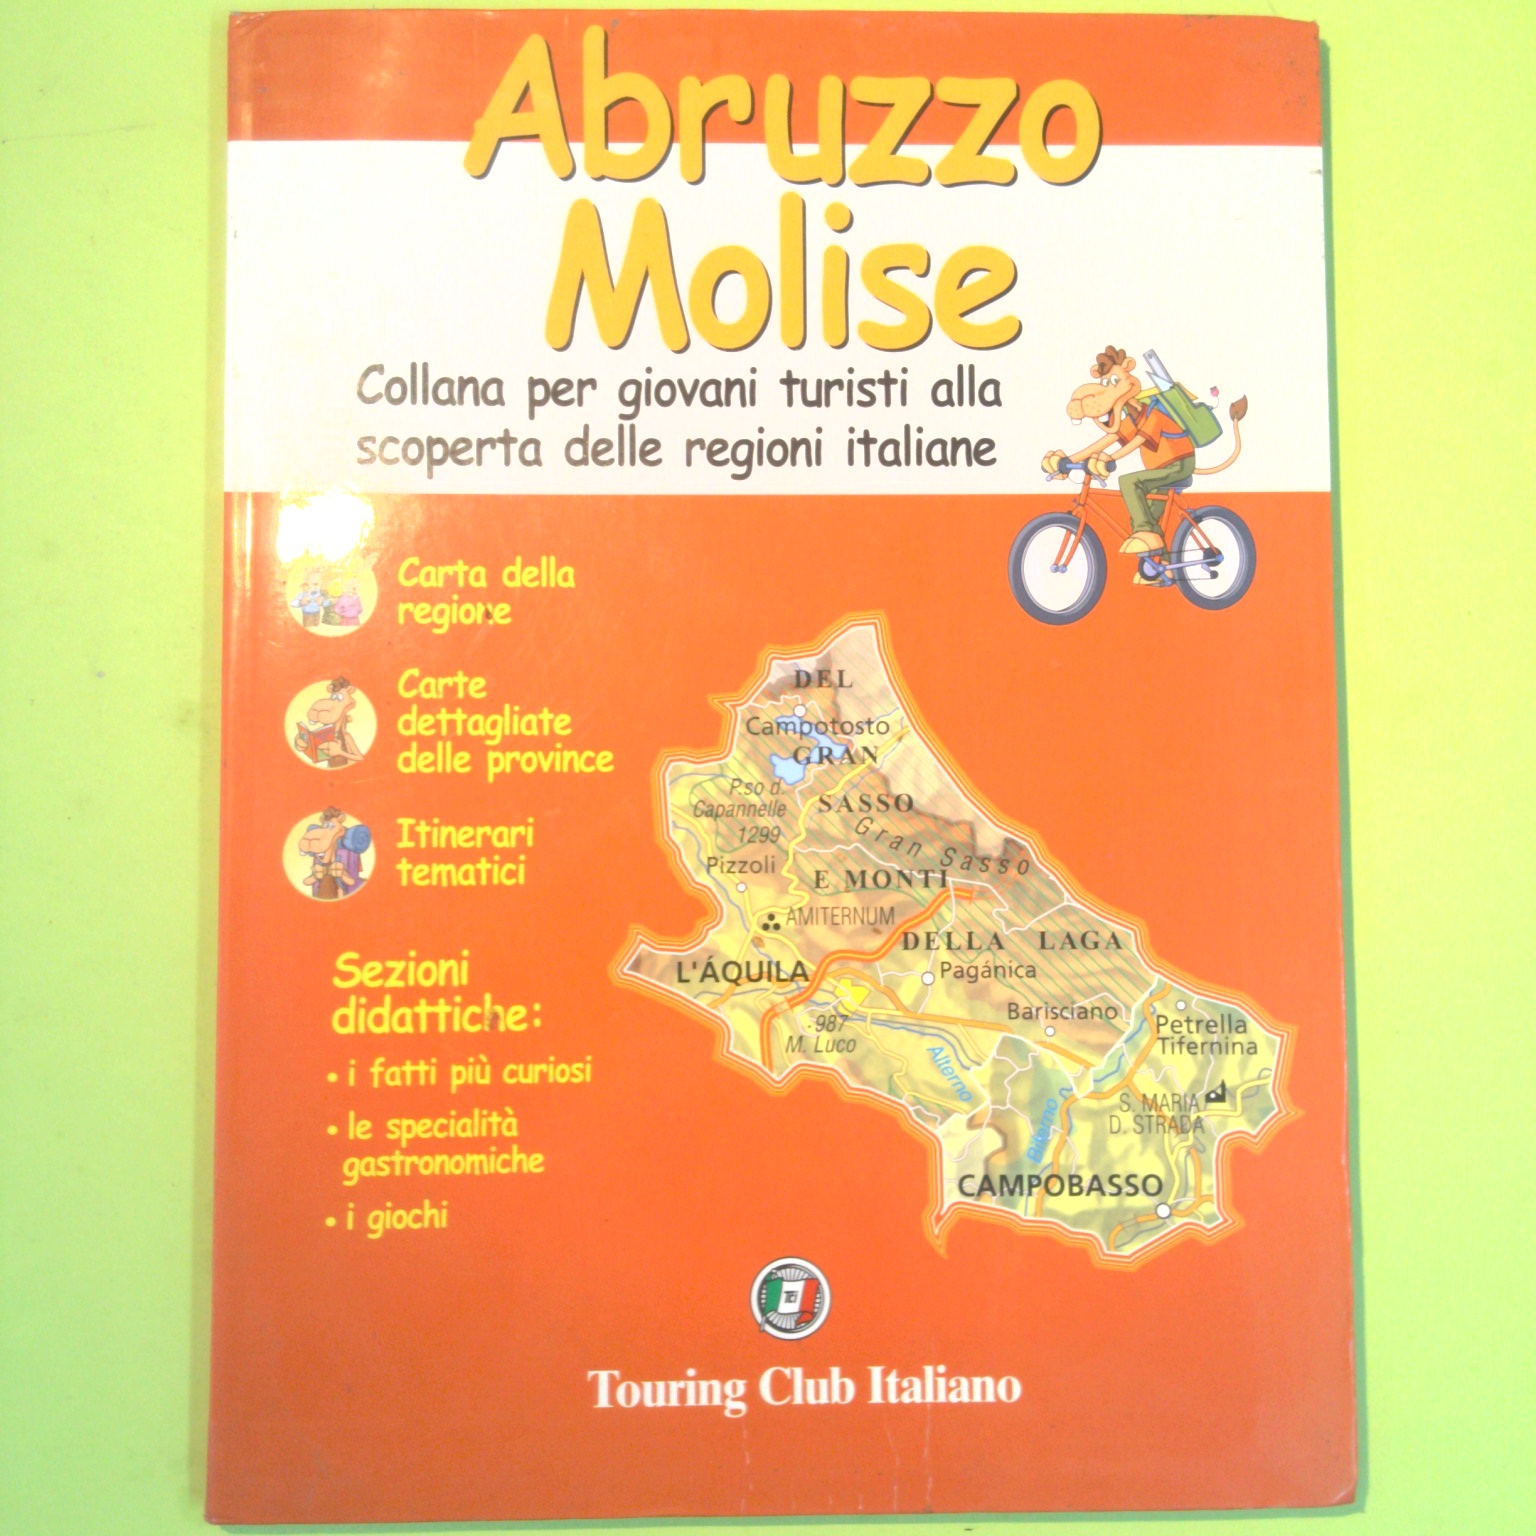 Abruzzo
Molise
Collana per giovani turisti alla
scoperta delle regioni italiane
Carta della
regione
Carte
dettagliate
delle province
Itinerari
tematici
Sezioni
didattiche:
• i fatti più curiosi
• le specialità
gastronomiche
• i giochi
DEL
Campotosto
GRAN
P.so d.
Capannelle
1299
SASSO
Gran Sasso
Pizzoli
E MONTI
AMITERNUM
DELLA LAGA
L'ÁQUILA
Pagánica
Barisciano
987
M. Luco
Petrella
Tifernina
Aterno
S. MARIA
D. STRADA
Biferno
CAMPOBASSO
TCI
Touring Club Italiano